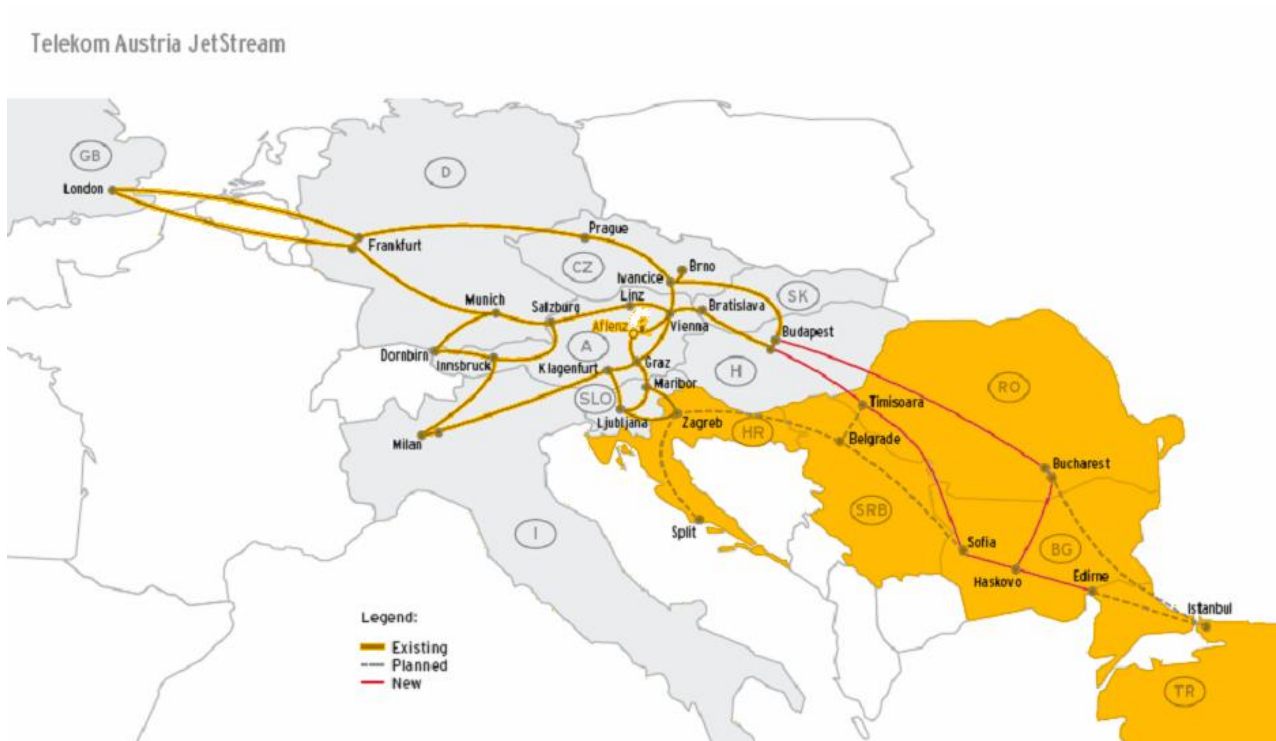 Telekom Austria JetStream
GB
London
D
Frankfurt
Prague
CZ
Brno
Ivancice
SK
Munich
Salzburg
Linz
Bratislava
Aflenz
Vienna
Budapest
Dornbirn
Innsbruck
A
Klagenfurt
Graz
H
RO
Maribor
SLO
Timisoara
Milan
Ljubljana
Zagreb
HR
Belgrade
Bucharest
SRB
Split
I
Sofia
BG
Haskovo
Edirne
Istanbul
Legend:
Existing
Planned
New
TR